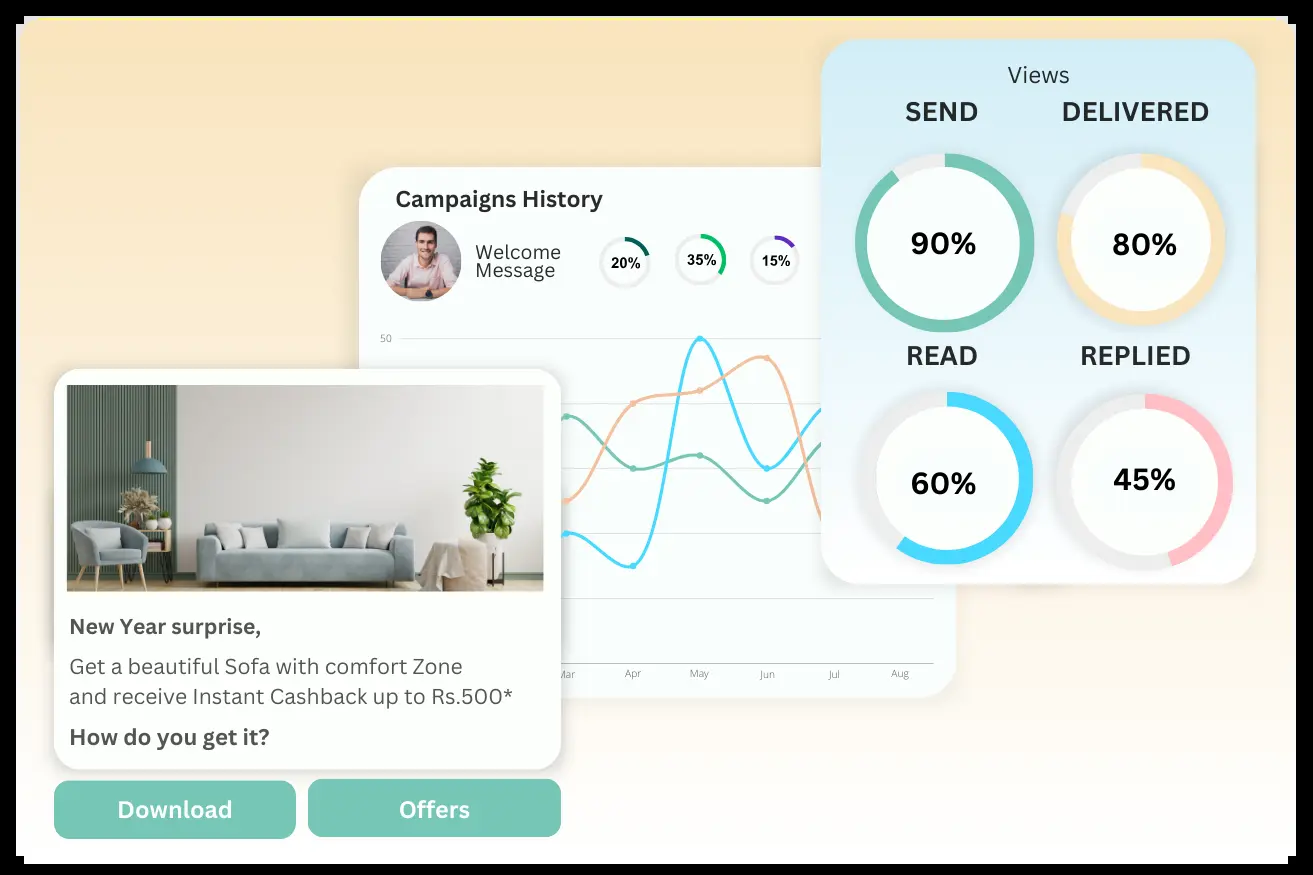 Views
SEND DELIVERED
90% 80%
READ REPLIED
60% 45%
Campaigns History
Welcome
Message
20% 35% 15%
50
Apr May Jun Jul Aug
New Year surprise,
Get a beautiful Sofa with comfort Zone
and receive Instant Cashback up to Rs.500*
How do you get it?
Download Offers